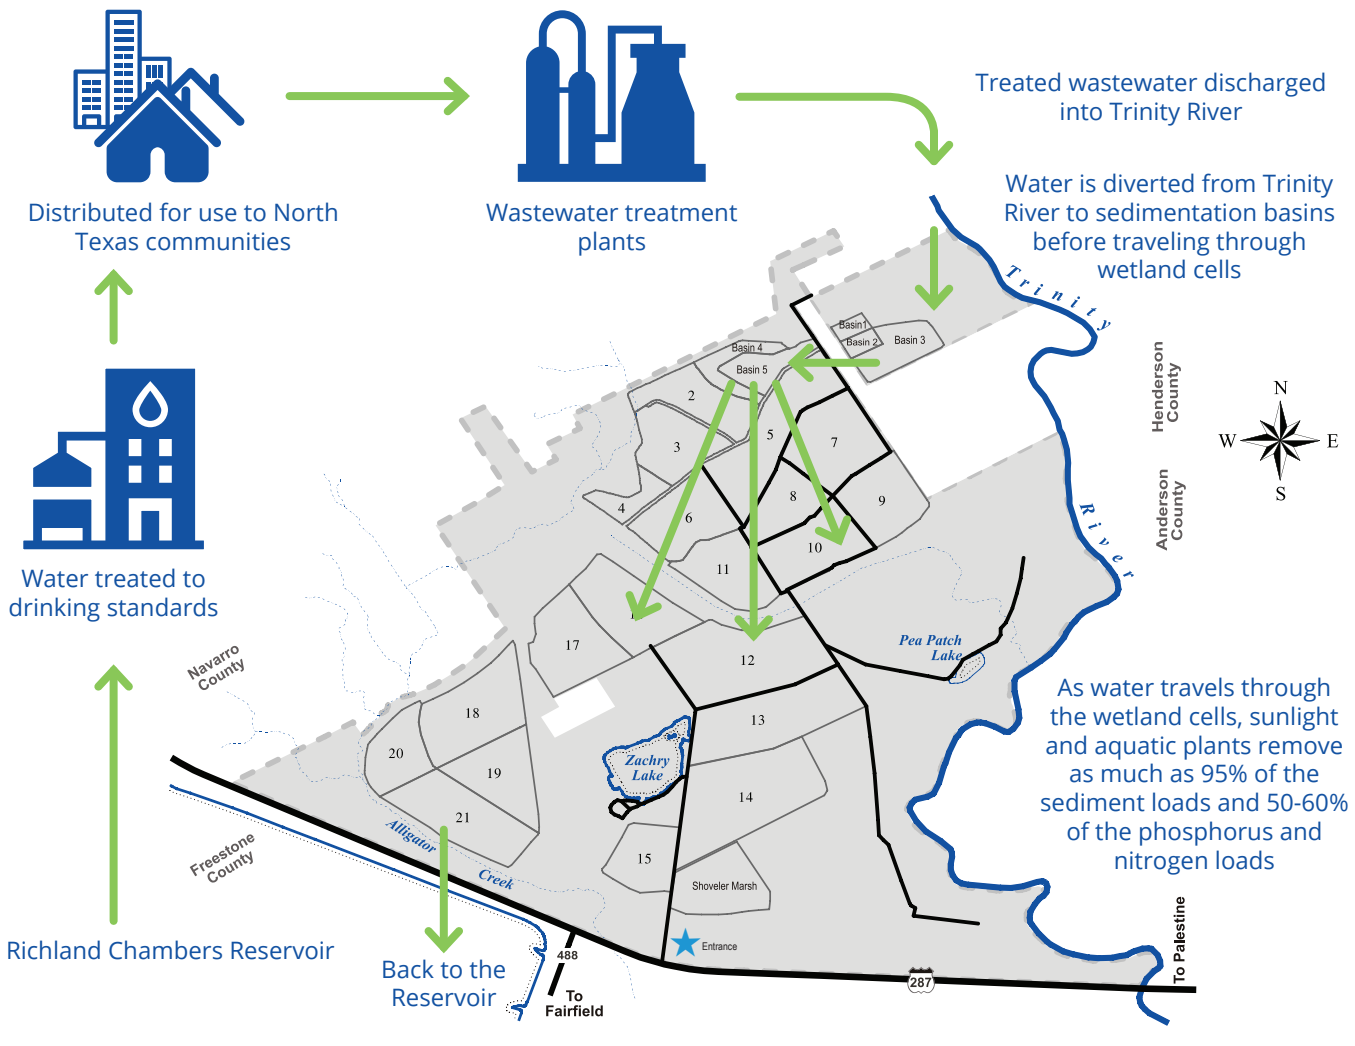 Treated wastewater discharged
into Trinity River
Distributed for use to North
Texas communities
Wastewater treatment
plants
Water is diverted from Trinity
River to sedimentation basins
before traveling through
wetland cells
Trinity
River
Henderson
County
Anderson
County
N
W
E
S
Basin1
Basin 2
Basin 3
Basin 4
Basin 5
2
3
4
5
6
7
8
9
10
11
12
13
14
15
17
18
19
20
21
Pea Patch
Lake
Zachry
Lake
Shoveler Marsh
Entrance
Water treated to
drinking standards
Navarro
County
Freestone
County
Alligator
Creek
Richland Chambers Reservoir
Back to the
Reservoir
488
To
Fairfield
287
To Palestine
As water travels through
the wetland cells, sunlight
and aquatic plants remove
as much as 95% of the
sediment loads and 50-60%
of the phosphorus and
nitrogen loads